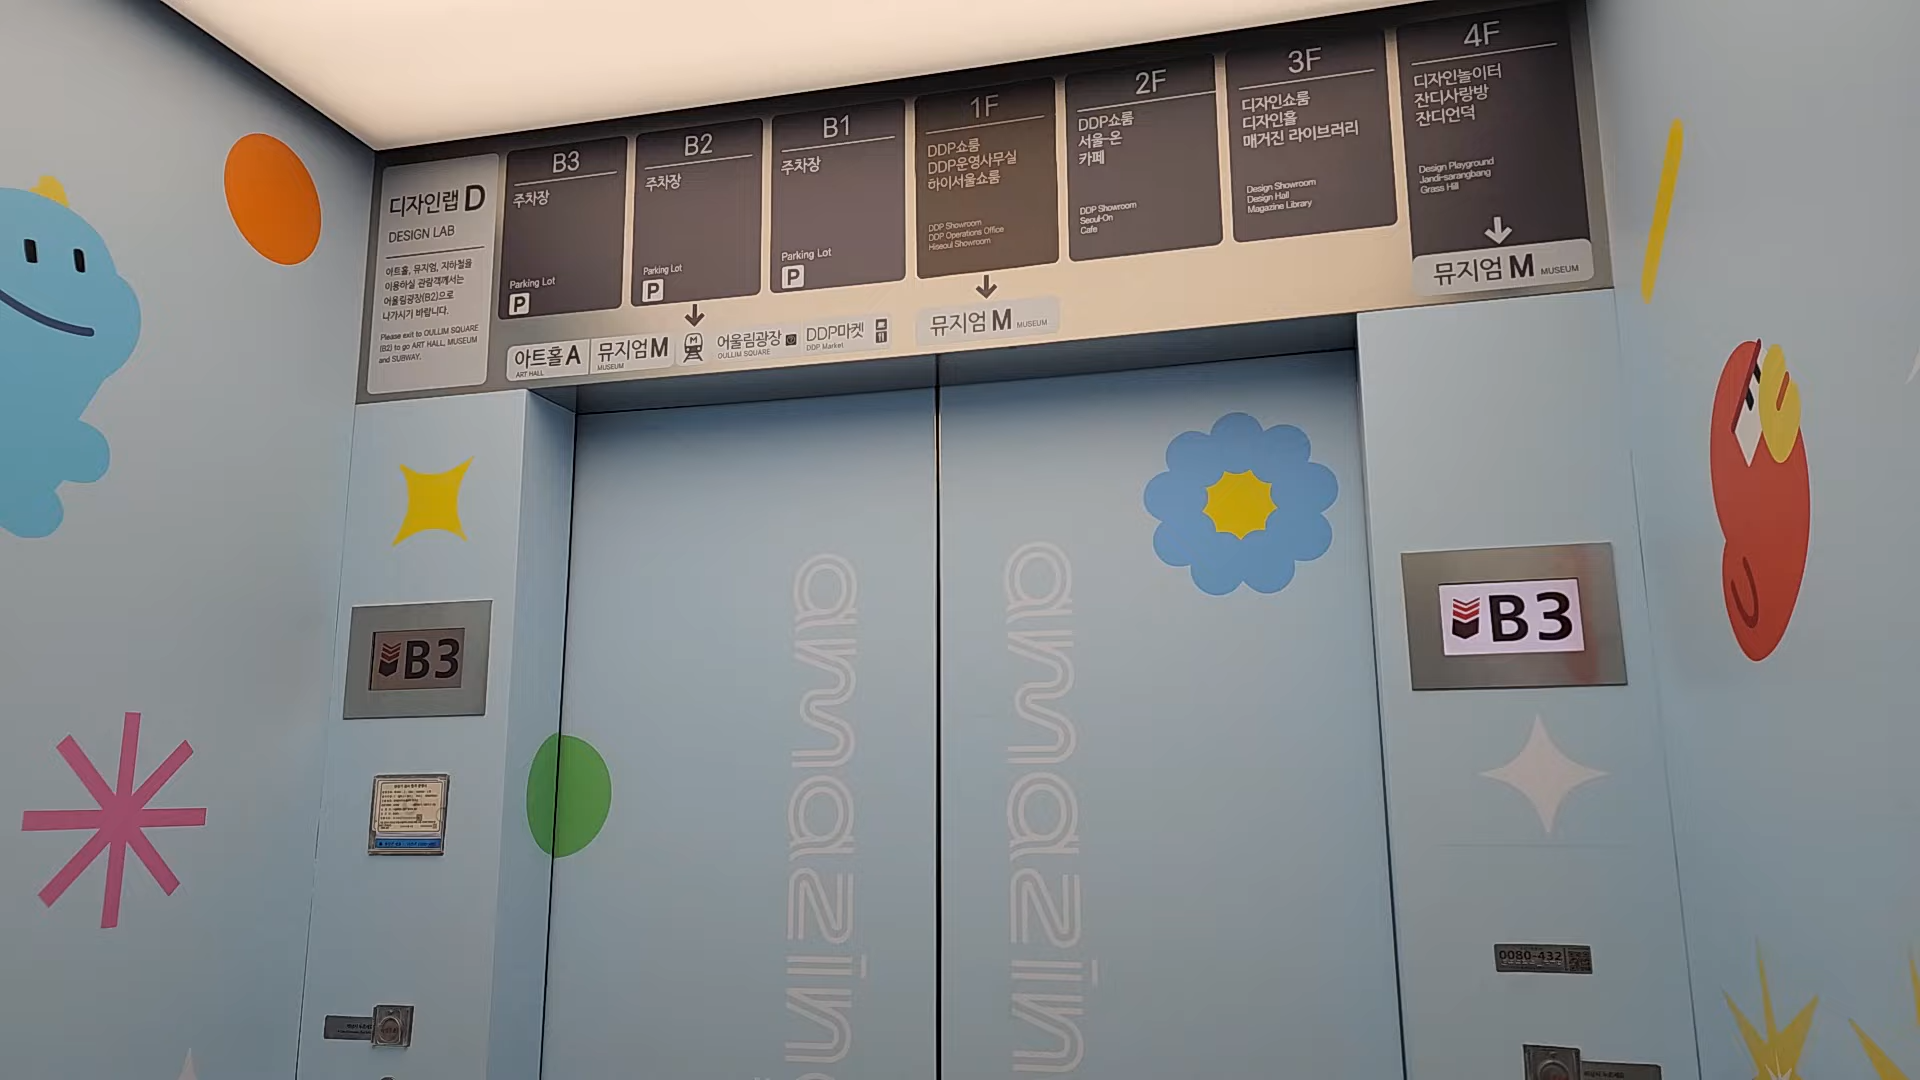 디자인랩 D
DESIGN LAB
아트홀, 뮤지엄, 지하철을
이용하실 관람객께서는
어울림광장(B2)으로
나가시기 바랍니다.
Please exit to OULLIM SQUARE
(B2) to go ART HALL, MUSEUM
and SUBWAY.
B3
주차장
Parking Lot
P
B2
주차장
Parking Lot
P
B1
주차장
Parking Lot
P
1F
DDP쇼룸
DDP운영사무실
하이서울쇼룸
DDP Showroom
DDP Operations Office
Hiseoul Showroom
2F
DDP쇼룸
서울-온
카페
DDP Showroom
Seoul-On
Cafe
3F
디자인쇼룸
디자인홀
매거진 라이브러리
Design Showroom
Design Hall
Magazine Library
4F
디자인놀이터
잔디사랑방
잔디언덕
Design Playground
Jandi-sarangbang
Grass Hill
아트홀 A
ART HALL
뮤지엄 M
MUSEUM
M
어울림광장
OULLIM SQUARE
DDP마켓
DDP Market
뮤지엄 M MUSEUM
뮤지엄 M MUSEUM
B3
B3
amazin
amazin
0080-432